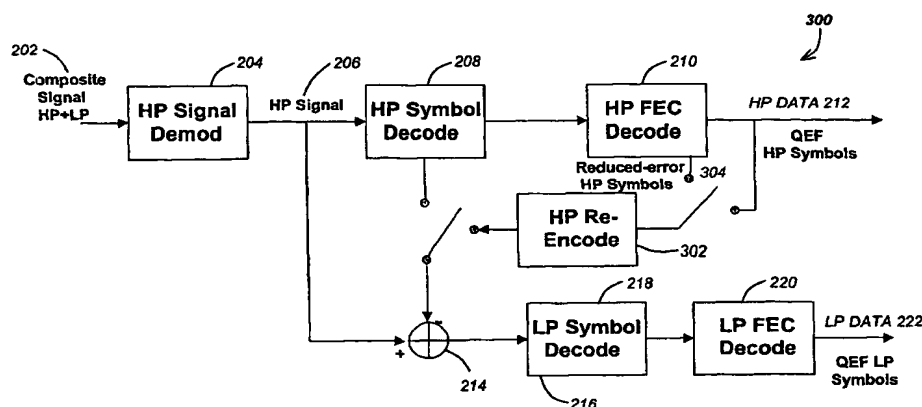 300
202
Composite
Signal
HP+LP
204
HP Signal
Demod
206
HP Signal
208
HP Symbol
Decode
210
HP FEC
Decode
HP DATA 212
QEF
HP Symbols
Reduced-error
HP Symbols
304
HP Re-
Encode
302
-
+
214
218
LP Symbol
Decode
216
220
LP FEC
Decode
LP DATA 222
QEF LP
Symbols